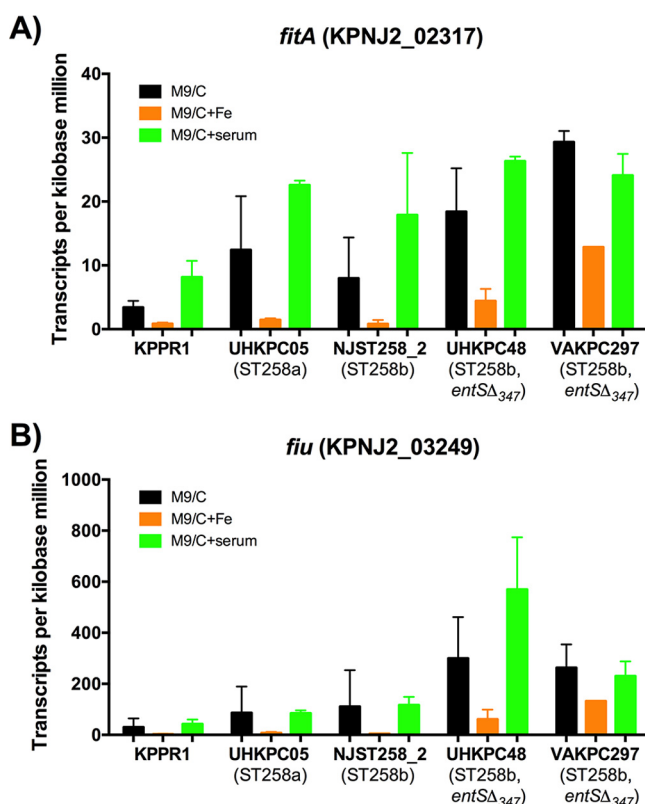 A)
fitA (KPNJ2_02317)
Transcripts per kilobase million
40
30
20
10
0
M9/C
M9/C+Fe
M9/C+serum
KPPR1 UHKPC05 NJST258_2 UHKPC48 VAKPC297
(ST258a) (ST258b) (ST258b, (ST258b,
entSΔ347) entSΔ347)
B)
fiu (KPNJ2_03249)
Transcripts per kilobase million
1000
800
600
400
200
0
M9/C
M9/C+Fe
M9/C+serum
KPPR1 UHKPC05 NJST258_2 UHKPC48 VAKPC297
(ST258a) (ST258b) (ST258b, (ST258b,
entSΔ347) entSΔ347)